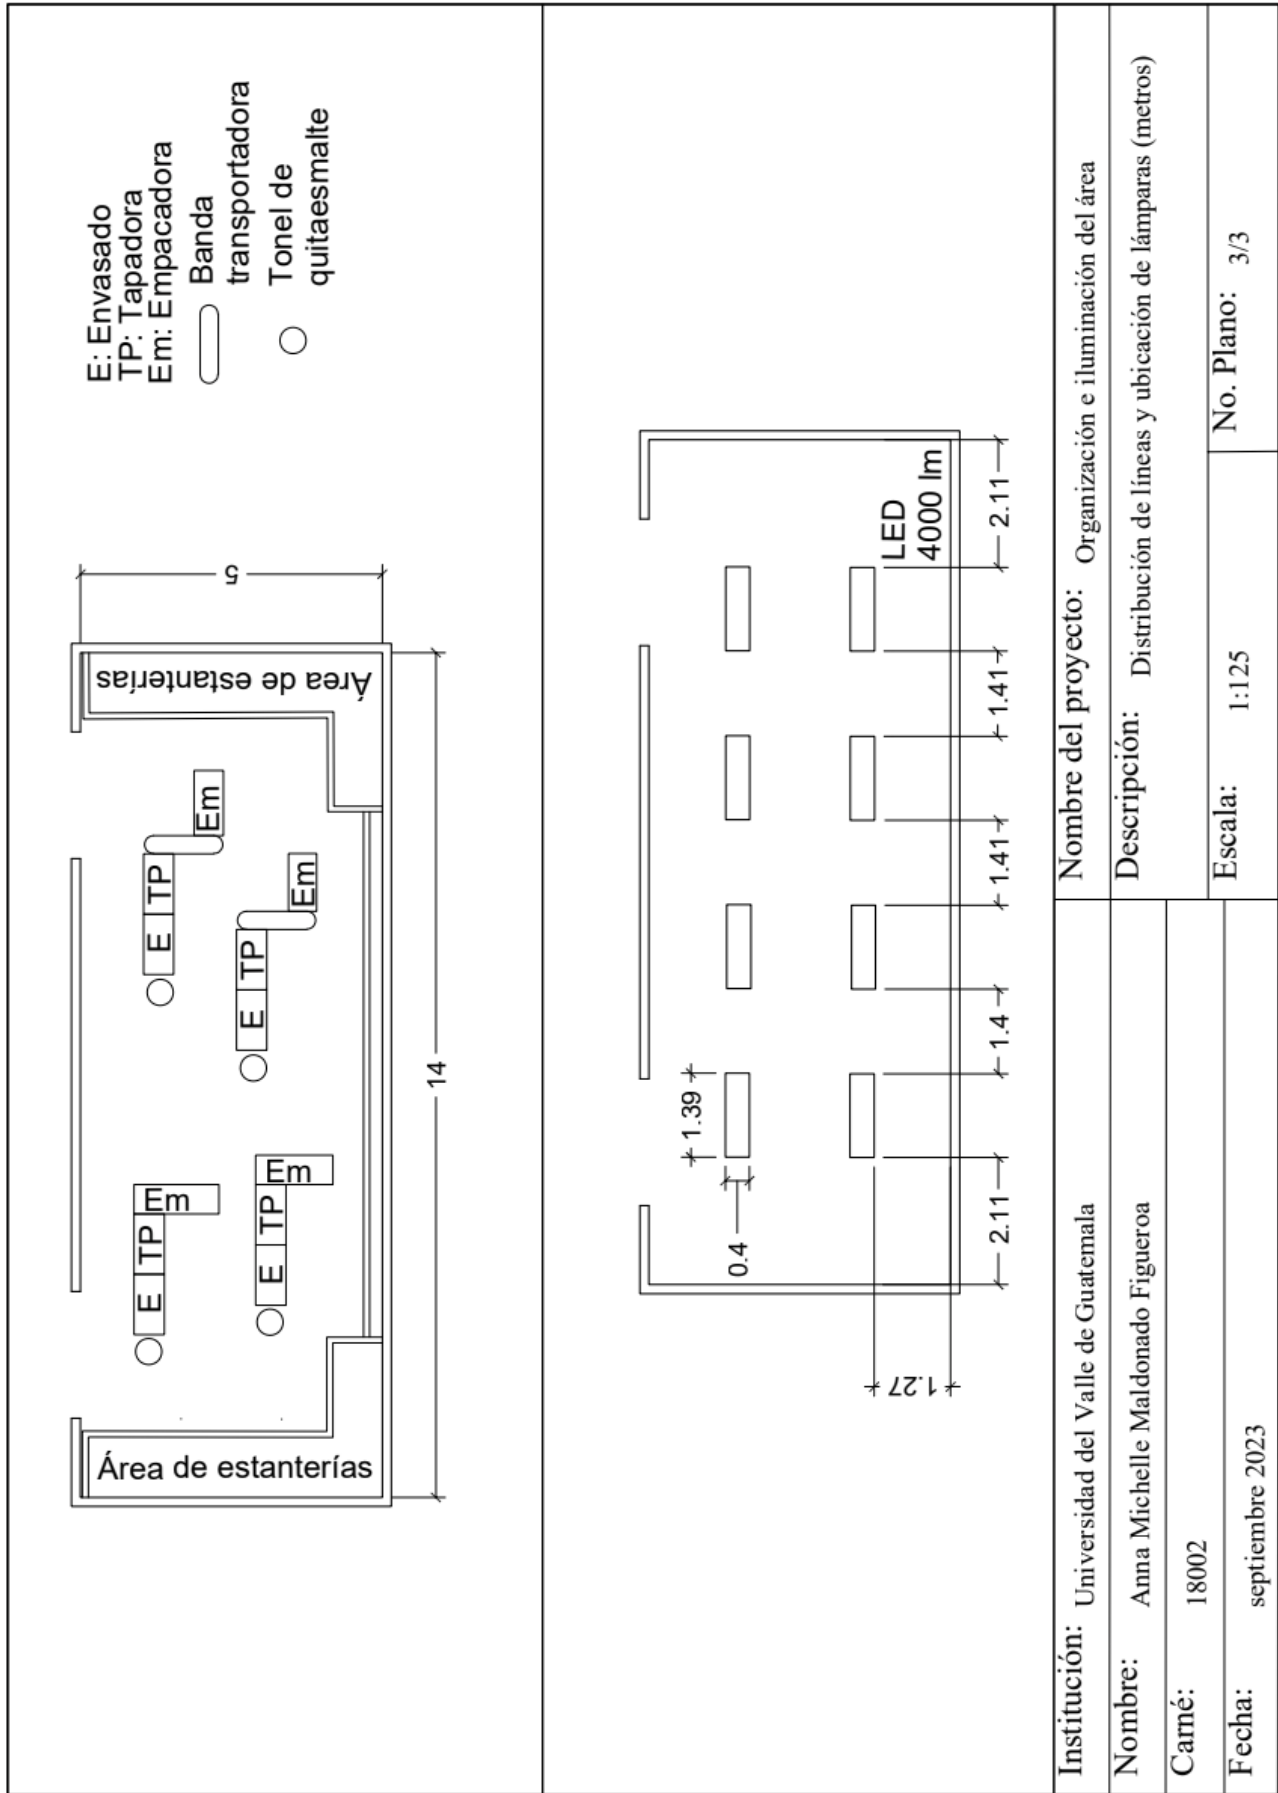 E: Envasado
TP: Tapadora
Em: Empacadora
Banda
transportadora
Tonel de
quitaesmalte
Área de estanterías
E TP
Em
E TP
Em
E TP
Em
E TP
Em
Área de estanterías
5
14
1.39
0.4
LED
4000 lm
1.27
2.11
1.4
1.41
1.41
2.11
Institución: Universidad del Valle de Guatemala
Nombre: Anna Michelle Maldonado Figueroa
Carné: 18002
Fecha: septiembre 2023
Nombre del proyecto: Organización e iluminación del área
Descripción: Distribución de líneas y ubicación de lámparas (metros)
Escala: 1:125
No. Plano: 3/3